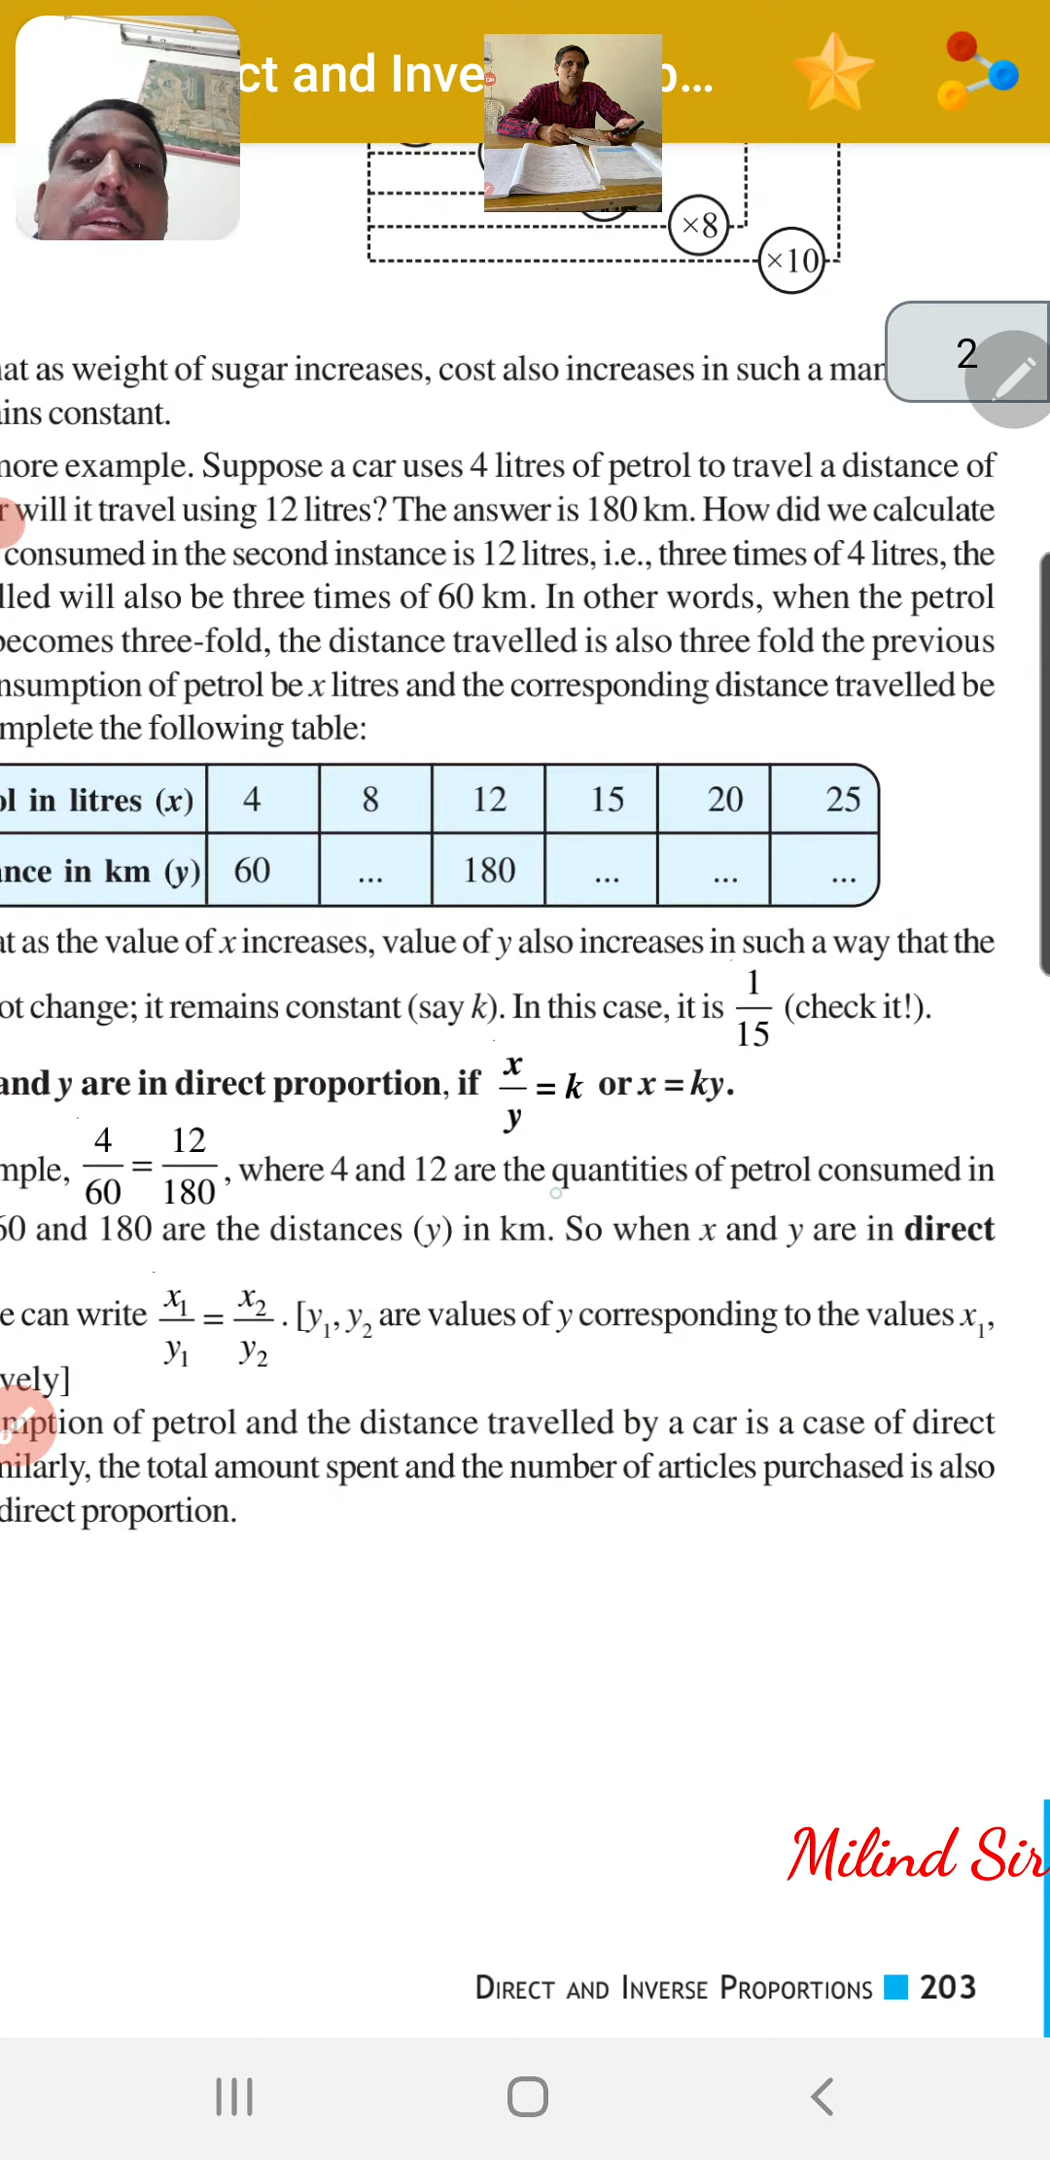 ct and Inve
...
×8
×10
2
at as weight of sugar increases, cost also increases in such a man
ins constant.
more example. Suppose a car uses 4 litres of petrol to travel a distance of
r will it travel using 12 litres? The answer is 180 km. How did we calculate
consumed in the second instance is 12 litres, i.e., three times of 4 litres, the
lled will also be three times of 60 km. In other words, when the petrol
becomes three-fold, the distance travelled is also three fold the previous
nsumption of petrol be x litres and the corresponding distance travelled be
mplete the following table:
ol in litres (x) 4 8 12 15 20 25
ance in km (y) 60 ... 180 ... ... ...
at as the value of x increases, value of y also increases in such a way that the
ot change; it remains constant (say k). In this case, it is 1/15 (check it!).
and y are in direct proportion, if x/y = k or x = ky.
mple, 4/60 = 12/180, where 4 and 12 are the quantities of petrol consumed in
60 and 180 are the distances (y) in km. So when x and y are in direct
e can write x₁/y₁ = x₂/y₂. [y₁, y₂ are values of y corresponding to the values x₁,
vely]
mption of petrol and the distance travelled by a car is a case of direct
milarly, the total amount spent and the number of articles purchased is also
direct proportion.
Milind Sir
DIRECT AND INVERSE PROPORTIONS 203